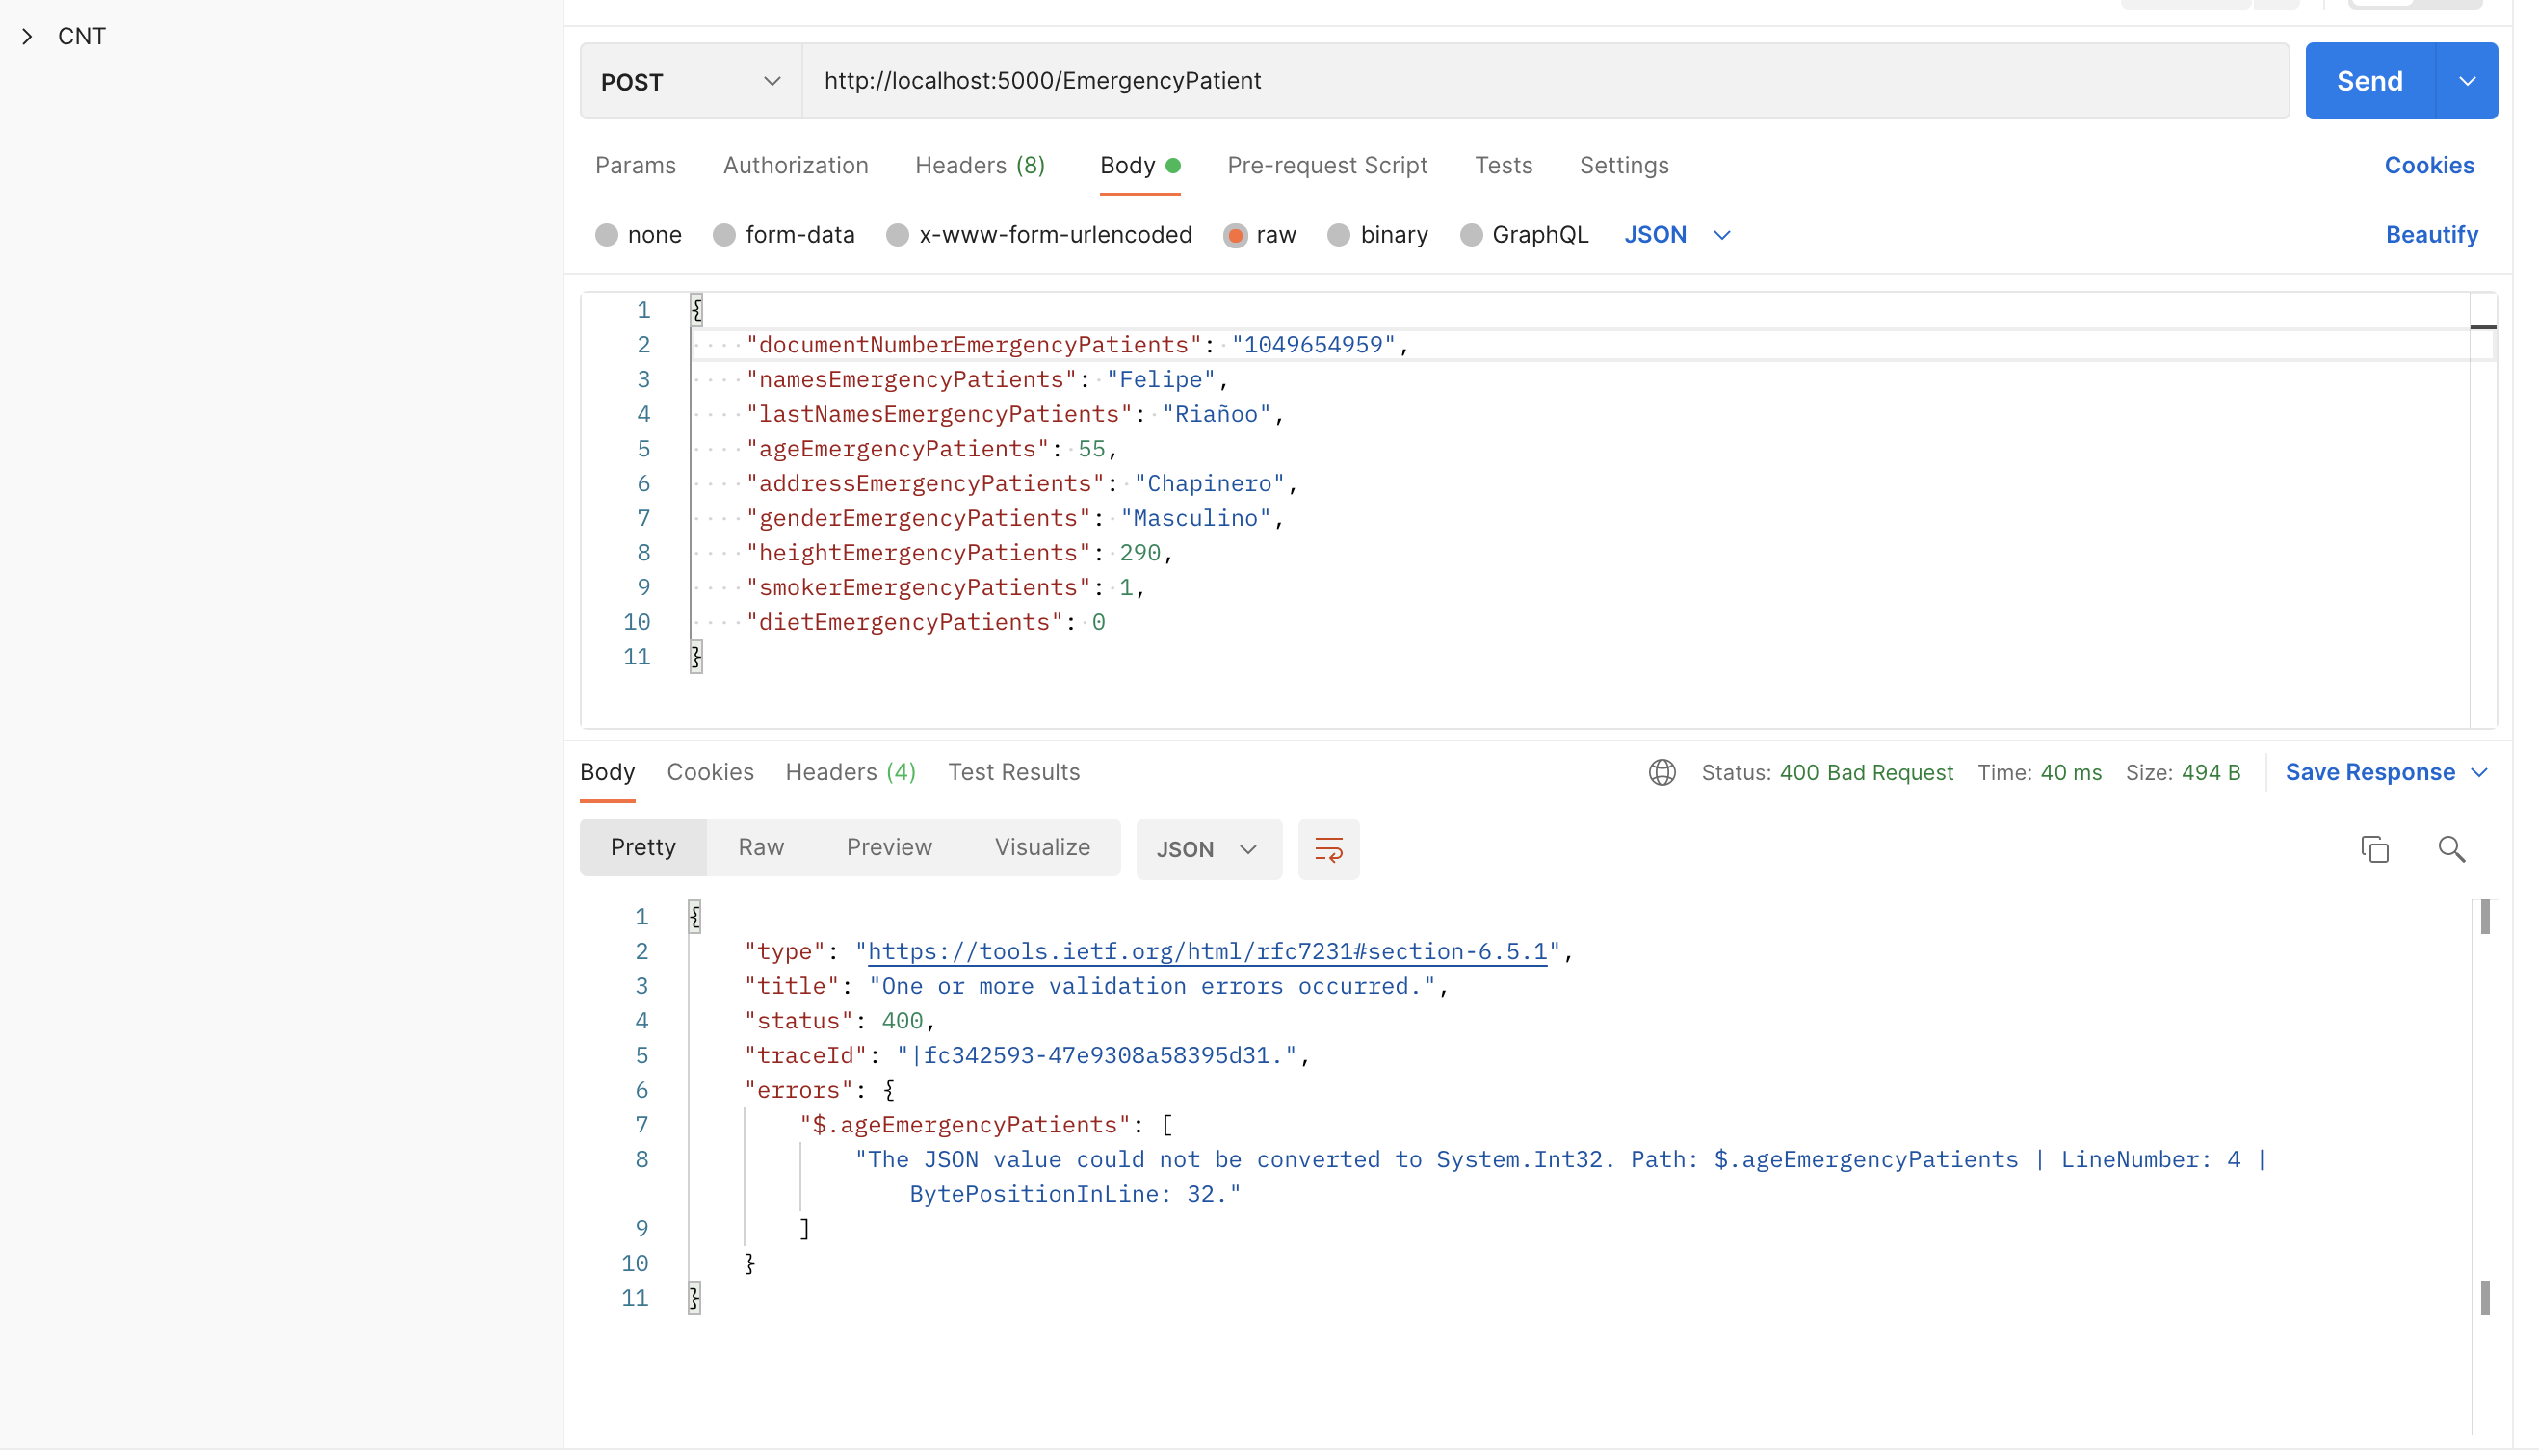 CNT
POST http://localhost:5000/EmergencyPatient Send
Params Authorization Headers (8) Body Pre-request Script Tests Settings Cookies
none form-data x-www-form-urlencoded raw binary GraphQL JSON Beautify
1 {
2 "documentNumberEmergencyPatients": "1049654959",
3 "namesEmergencyPatients": "Felipe",
4 "lastNamesEmergencyPatients": "Riañoo",
5 "ageEmergencyPatients": 55,
6 "addressEmergencyPatients": "Chapinero",
7 "genderEmergencyPatients": "Masculino",
8 "heightEmergencyPatients": 290,
9 "smokerEmergencyPatients": 1,
10 "dietEmergencyPatients": 0
11 }
Body Cookies Headers (4) Test Results Status: 400 Bad Request Time: 40 ms Size: 494 B Save Response
Pretty Raw Preview Visualize JSON
1 {
2 "type": "https://tools.ietf.org/html/rfc7231#section-6.5.1",
3 "title": "One or more validation errors occurred.",
4 "status": 400,
5 "traceId": "|fc342593-47e9308a58395d31.",
6 "errors": {
7 "$.ageEmergencyPatients": [
8 "The JSON value could not be converted to System.Int32. Path: $.ageEmergencyPatients | LineNumber: 4 |
BytePositionInLine: 32."
9 ]
10 }
11 }